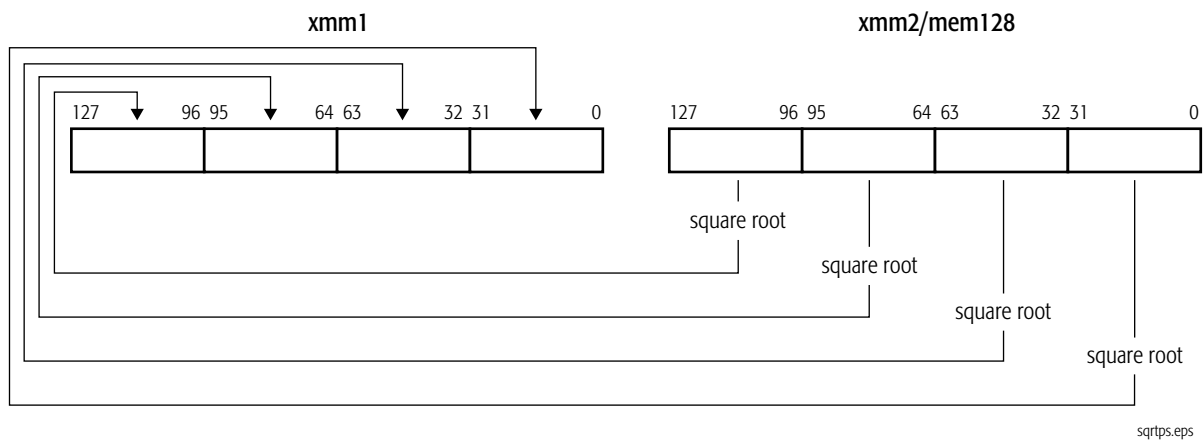 xmm1 xmm2/mem128
127 96 95 64 63 32 31 0 127 96 95 64 63 32 31 0
square root
square root
square root
square root
sqrtps.eps